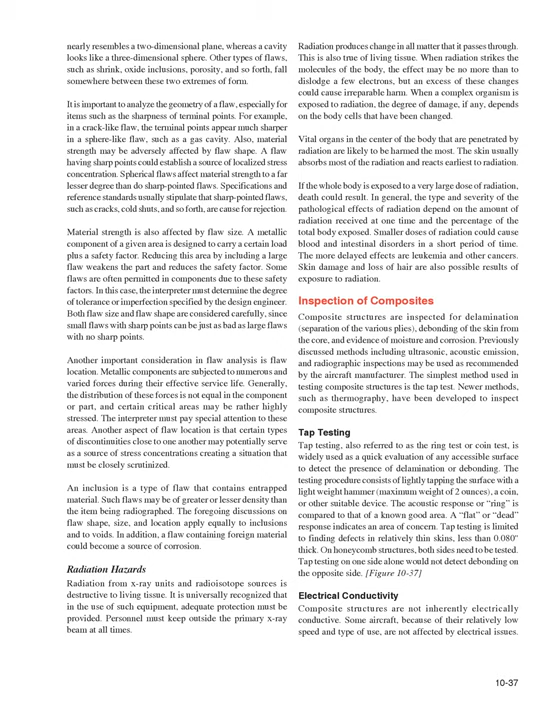 nearly resembles a two-dimensional plane, whereas a cavity
looks like a three-dimensional sphere. Other types of flaws,
such as shrink, oxide inclusions, porosity, and so forth, fall
somewhere between these two extremes of form.
It is important to analyze the geometry of a flaw, especially for
items such as the sharpness of terminal points. For example,
in a crack-like flaw, the terminal points appear much sharper
in a sphere-like flaw, such as a gas cavity. Also, material
strength may be adversely affected by flaw shape. A flaw
having sharp points could establish a source of localized stress
concentration. Spherical flaws affect material strength to a far
lesser degree than do sharp-pointed flaws. Specifications and
reference standards usually stipulate that sharp-pointed flaws,
such as cracks, cold shuts, and so forth, are cause for rejection.
Material strength is also affected by flaw size. A metallic
component of a given area is designed to carry a certain load
plus a safety factor. Reducing this area by including a large
flaw weakens the part and reduces the safety factor. Some
flaws are often permitted in components due to these safety
factors. In this case, the interpreter must determine the degree
of tolerance or imperfection specified by the design engineer.
Both flaw size and flaw shape are considered carefully, since
small flaws with sharp points can be just as bad as large flaws
with no sharp points.
Another important consideration in flaw analysis is flaw
location. Metallic components are subjected to numerous and
varied forces during their effective service life. Generally,
the distribution of these forces is not equal in the component
or part, and certain critical areas may be rather highly
stressed. The interpreter must pay special attention to these
areas. Another aspect of flaw location is that certain types
of discontinuities close to one another may potentially serve
as a source of stress concentrations creating a situation that
must be closely scrutinized.
An inclusion is a type of flaw that contains entrapped
material. Such flaws may be of greater or lesser density than
the item being radiographed. The foregoing discussions on
flaw shape, size, and location apply equally to inclusions
and to voids. In addition, a flaw containing foreign material
could become a source of corrosion.
Radiation Hazards
Radiation from x-ray units and radioisotope sources is
destructive to living tissue. It is universally recognized that
in the use of such equipment, adequate protection must be
provided. Personnel must keep outside the primary x-ray
beam at all times.
Radiation produces change in all matter that it passes through.
This is also true of living tissue. When radiation strikes the
molecules of the body, the effect may be no more than to
dislodge a few electrons, but an excess of these changes
could cause irreparable harm. When a complex organism is
exposed to radiation, the degree of damage, if any, depends
on the body cells that have been changed.
Vital organs in the center of the body that are penetrated by
radiation are likely to be harmed the most. The skin usually
absorbs most of the radiation and reacts earliest to radiation.
If the whole body is exposed to a very large dose of radiation,
death could result. In general, the type and severity of the
pathological effects of radiation depend on the amount of
radiation received at one time and the percentage of the
total body exposed. Smaller doses of radiation could cause
blood and intestinal disorders in a short period of time.
The more delayed effects are leukemia and other cancers.
Skin damage and loss of hair are also possible results of
exposure to radiation.
Inspection of Composites
Composite structures are inspected for delamination
(separation of the various plies), debonding of the skin from
the core, and evidence of moisture and corrosion. Previously
discussed methods including ultrasonic, acoustic emission,
and radiographic inspections may be used as recommended
by the aircraft manufacturer. The simplest method used in
testing composite structures is the tap test. Newer methods,
such as thermography, have been developed to inspect
composite structures.
Tap Testing
Tap testing, also referred to as the ring test or coin test, is
widely used as a quick evaluation of any accessible surface
to detect the presence of delamination or debonding. The
testing procedure consists of lightly tapping the surface with a
light weight hammer (maximum weight of 2 ounces), a coin,
or other suitable device. The acoustic response or “ring” is
compared to that of a known good area. A “flat” or “dead”
response indicates an area of concern. Tap testing is limited
to finding defects in relatively thin skins, less than 0.080"
thick. On honeycomb structures, both sides need to be tested.
Tap testing on one side alone would not detect debonding on
the opposite side. [Figure 10-37]
Electrical Conductivity
Composite structures are not inherently electrically
conductive. Some aircraft, because of their relatively low
speed and type of use, are not affected by electrical issues.
10-37